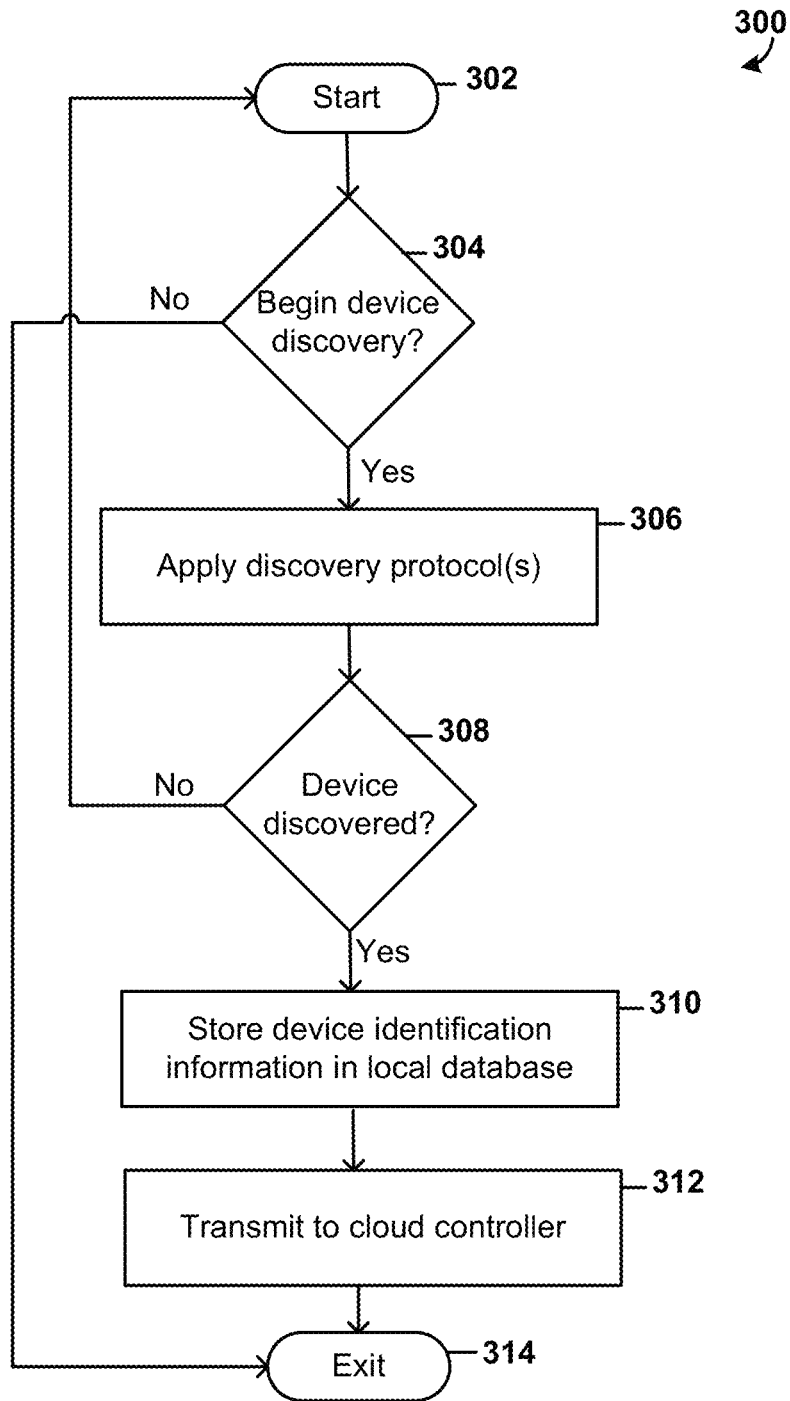 300
Start
302
304
No
Begin device
discovery?
Yes
306
Apply discovery protocol(s)
308
No
Device
discovered?
Yes
310
Store device identification
information in local database
312
Transmit to cloud controller
Exit
314